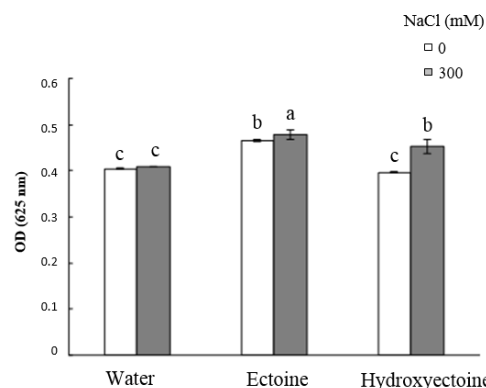 NaCl (mM)
0
300
0.6
0.5
0.4
0.3
0.2
0.1
0
OD (625 nm)
c c
b a
c b
Water Ectoine Hydroxyectoine